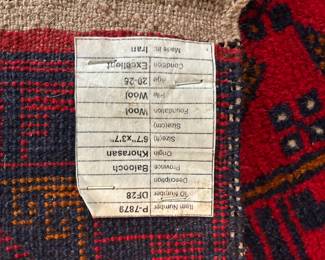 Item Number P-7879
ID Number DF28
Description
Province Balooch
Origin Khorasan
Size(ft) 6'7"x3'7"
Size(cm)
Foundation Wool
Pile Wool
Age 20-25
Condition Excellent
Made in: Iran